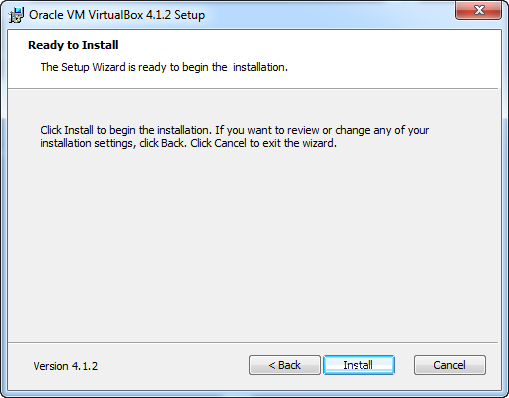 Oracle VM VirtualBox 4.1.2 Setup
Ready to Install
The Setup Wizard is ready to begin the  installation.
Click Install to begin the installation. If you want to review or change any of your
installation settings, click Back. Click Cancel to exit the wizard.
Version 4.1.2
< Back
Install
Cancel